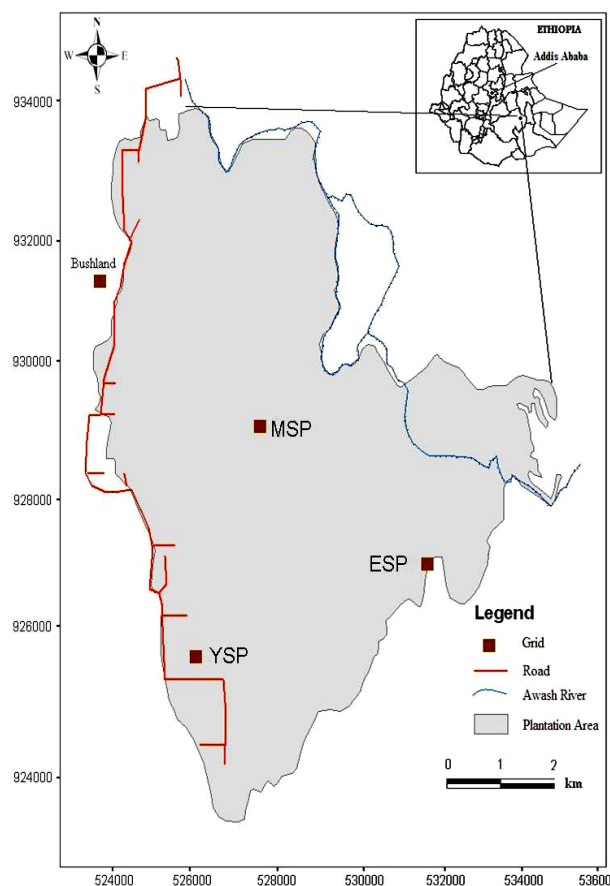 N
W E
S
ETHIOPIA
Addis Ababa
934000
932000
930000
928000
926000
924000
Bushland
MSP
ESP
YSP
Legend
Grid
Road
Awash River
Plantation Area
0 1 2
km
524000 526000 528000 530000 532000 534000 536000